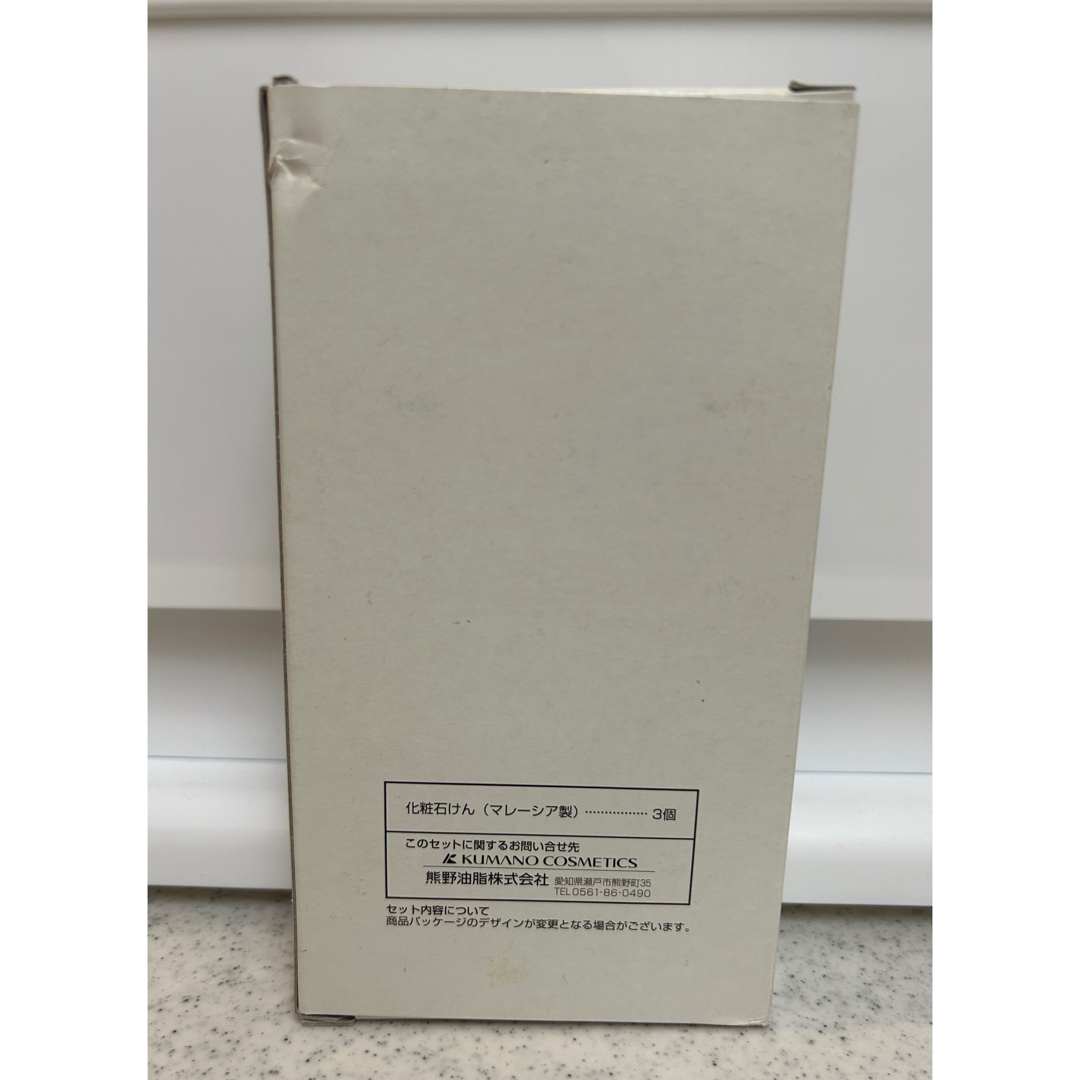 化粧石けん（マレーシア製）................ 3個
このセットに関するお問い合せ先
KUMANO COSMETICS
熊野油脂株式会社 愛知県瀬戸市熊野町35
TEL0561-86-0490
セット内容について
商品パッケージのデザインが変更となる場合がございます。